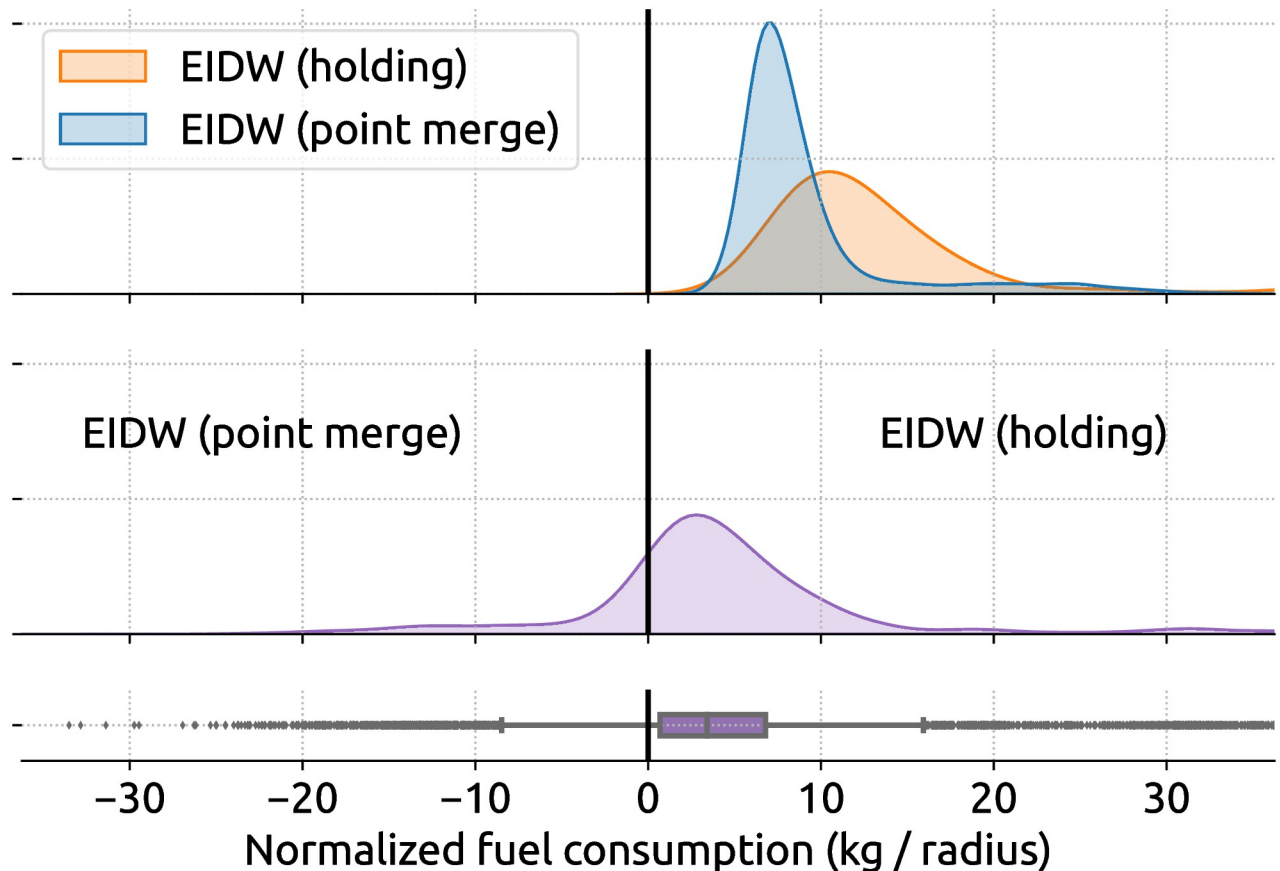 EIDW (holding)
EIDW (point merge)
EIDW (point merge)
EIDW (holding)
−30
−20
−10
0
10
20
30
Normalized fuel consumption (kg / radius)